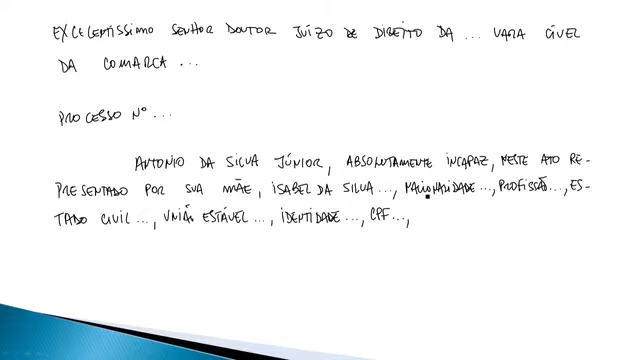 EXCELENTÍSSIMO SENHOR DOUTOR JUÍZO DE DIREITO DA ... VARA CÍVEL
DA COMARCA ...
PROCESSO Nº ...
ANTONIO DA SILVA JÚNIOR, ABSOLUTAMENTE INCAPAZ, NESTE ATO RE-
PRESENTADO POR SUA MÃE, ISABEL DA SILVA ..., NACIONALIDADE ..., PROFISSÃO ..., ES-
TADO CIVIL ..., UNIÃO ESTÁVEL ..., IDENTIDADE ..., CPF ...,